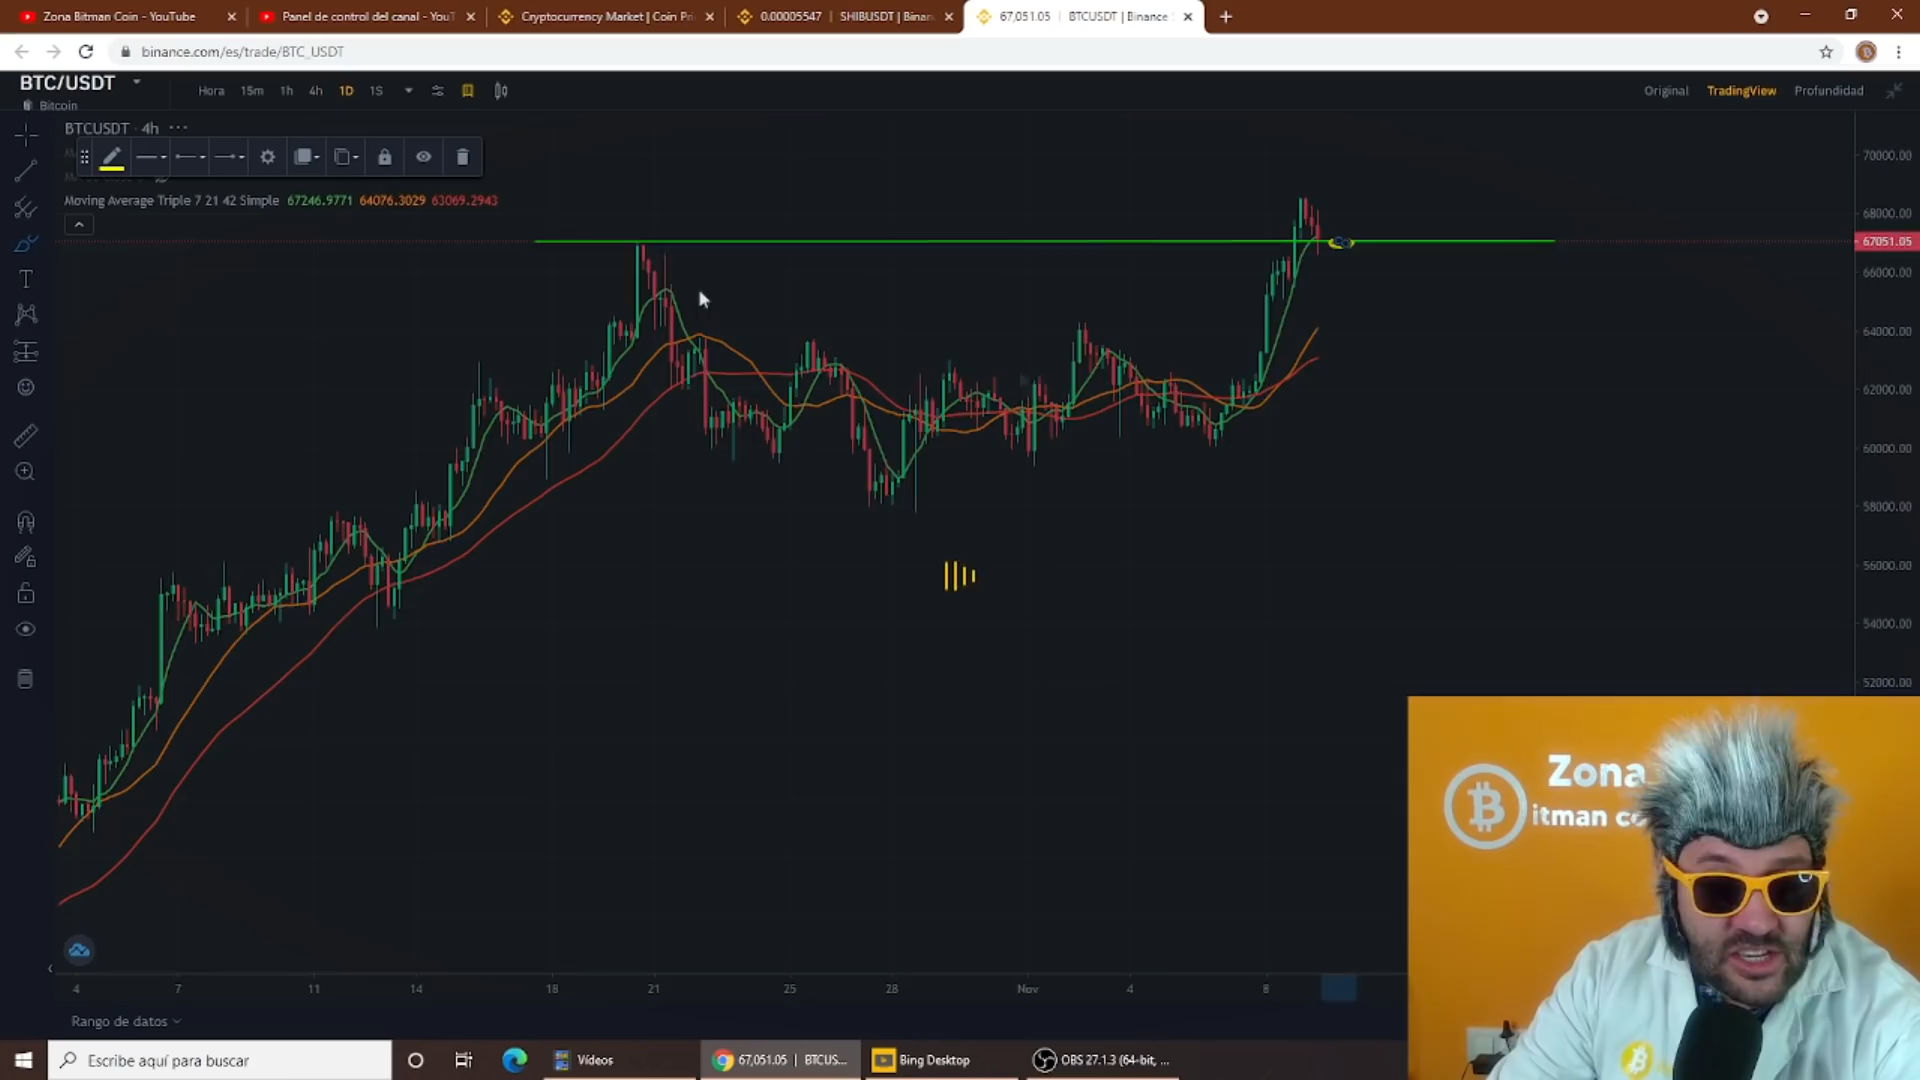 Zona Bitman Coin - YouTube
Panel de control del canal - YouT
Cryptocurrency Market | Coin Pri
0.00005547 | SHIBUSDT | Binan
67,051.05 | BTCUSDT | Binance
binance.com/es/trade/BTC_USDT
BTC/USDT
Bitcoin
Hora 15m 1h 4h 1D 1S
Original TradingView Profundidad
BTCUSDT · 4h
Moving Average Triple 7 21 42 Simple 67246.9771 64076.3029 63069.2943
70000.00
68000.00
67051.05
66000.00
64000.00
62000.00
60000.00
58000.00
56000.00
54000.00
52000.00
Zona
itman co
4 7 11 14 18 21 25 28 Nov 4 8
Rango de datos
Escribe aquí para buscar
Vídeos
67,051.05 | BTCUS...
Bing Desktop
OBS 27.1.3 (64-bit, ...